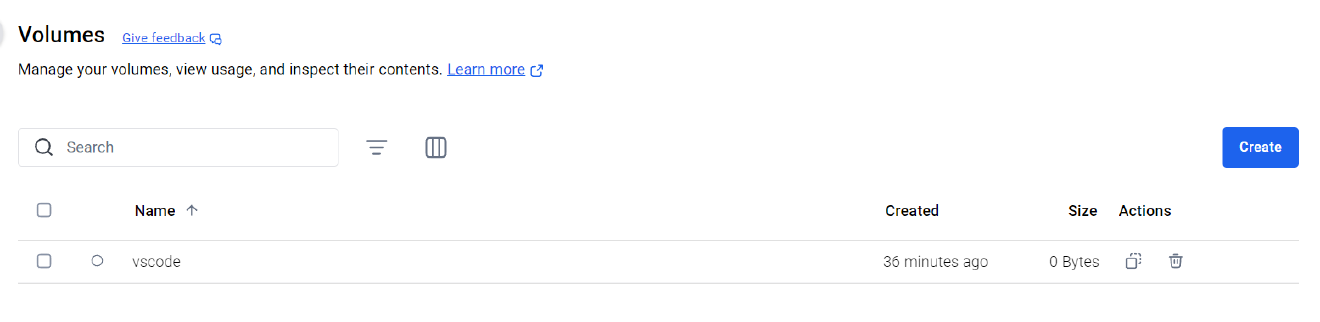 Volumes Give feedback
Manage your volumes, view usage, and inspect their contents. Learn more
Search
Create
Name Created Size Actions
vscode 36 minutes ago 0 Bytes